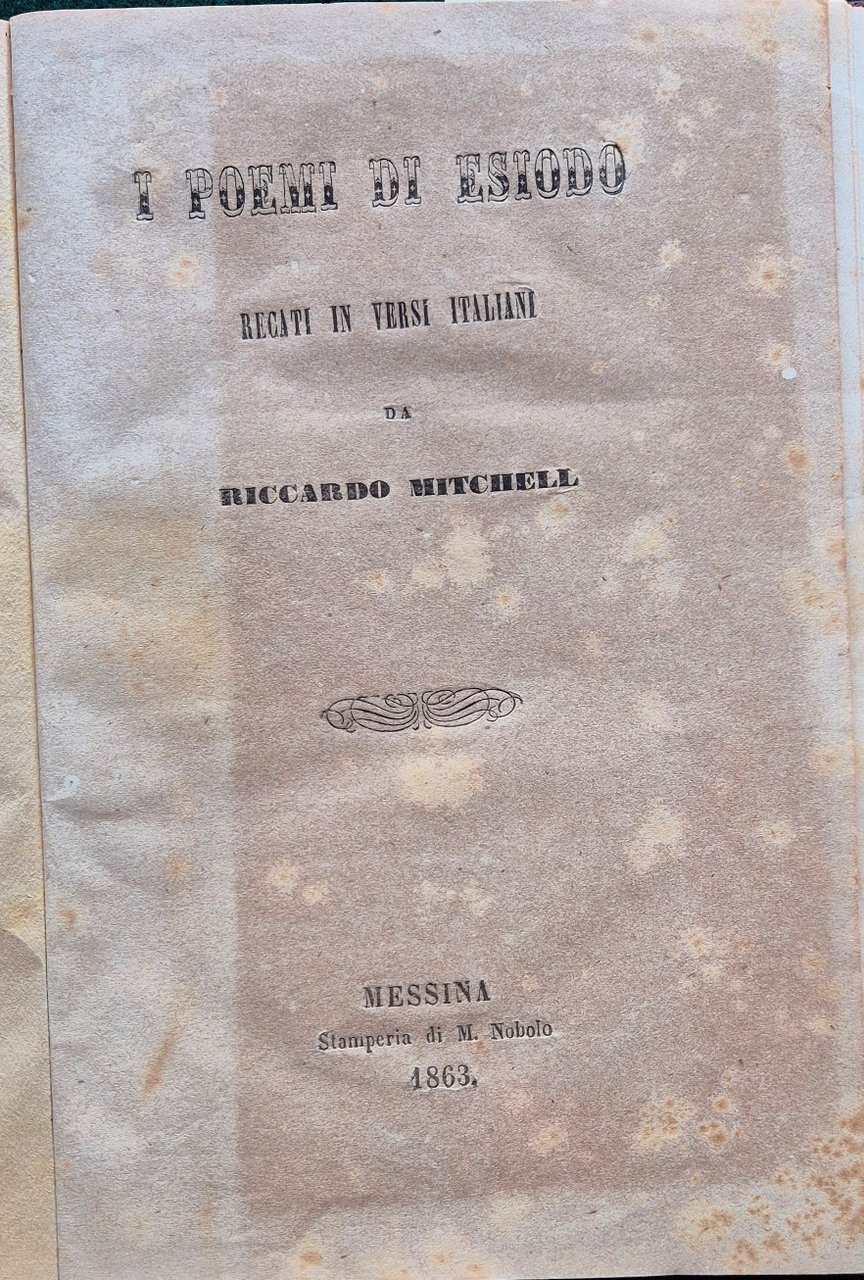 I POEMI DI ESIODO
RECATI IN VERSI ITALIANI
DA
RICCARDO MITCHELL
MESSINA
Stamperia di M. Nobolo
1863.